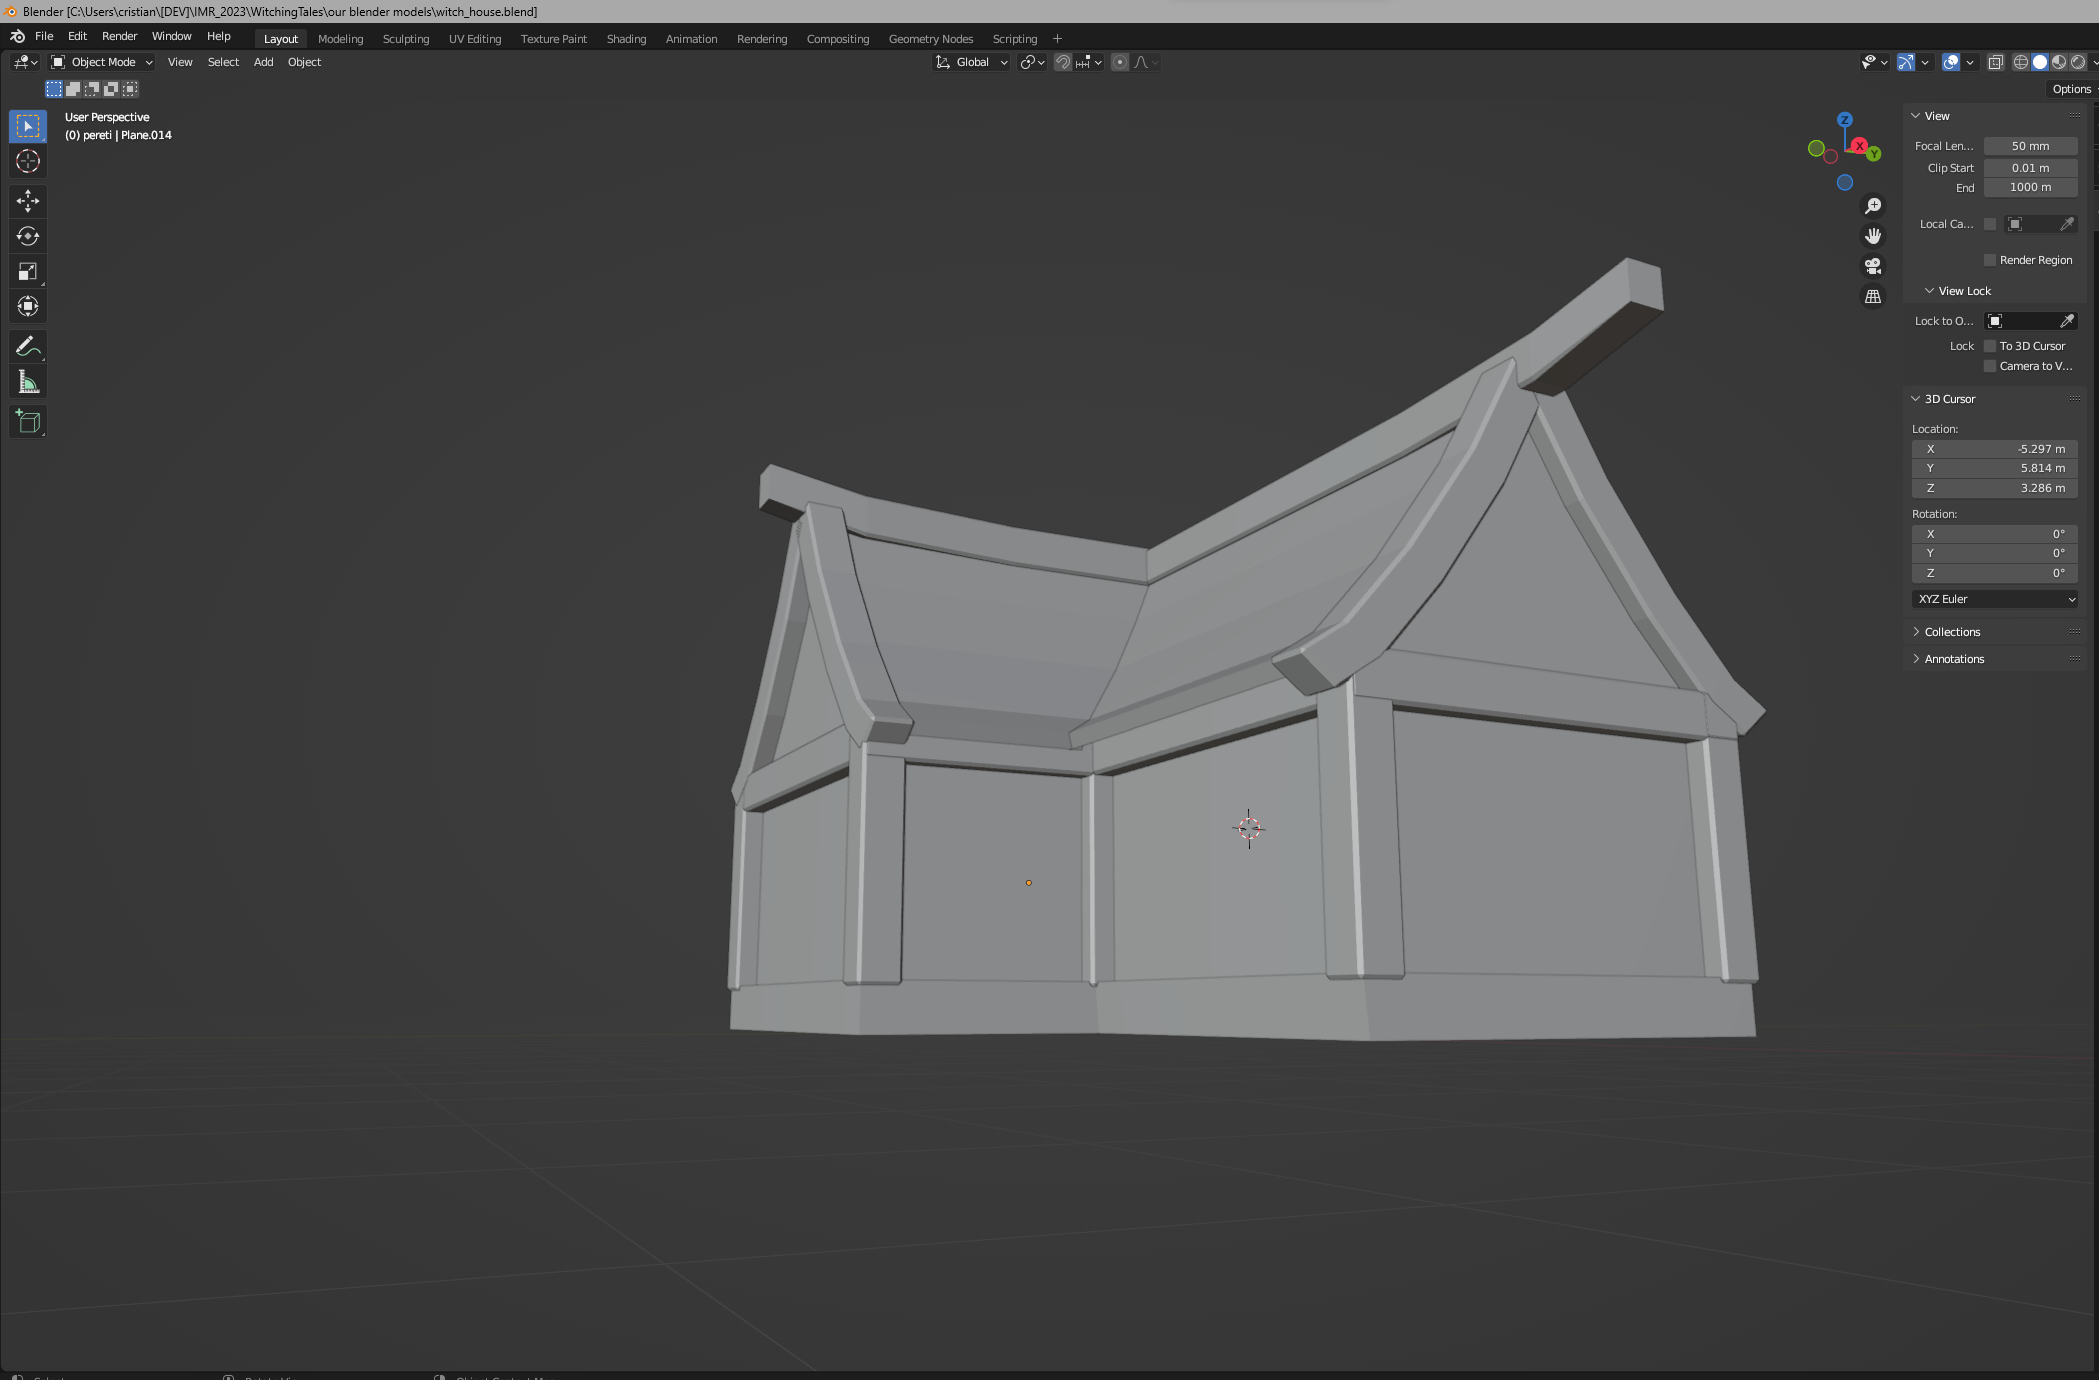 Blender [C:\Users\cristian\[DEV]\IMR_2023\WitchingTales\our blender models\witch_house.blend]
File Edit Render Window Help Layout Modeling Sculpting UV Editing Texture Paint Shading Animation Rendering Compositing Geometry Nodes Scripting +
Object Mode View Select Add Object Global
Options
User Perspective
(0) pereti | Plane.014
Z
X
Y
View
Focal Len... 50 mm
Clip Start 0.01 m
End 1000 m
Local Ca...
Render Region
View Lock
Lock to O...
Lock To 3D Cursor
Camera to V...
3D Cursor
Location:
X -5.297 m
Y 5.814 m
Z 3.286 m
Rotation:
X 0°
Y 0°
Z 0°
XYZ Euler
Collections
Annotations